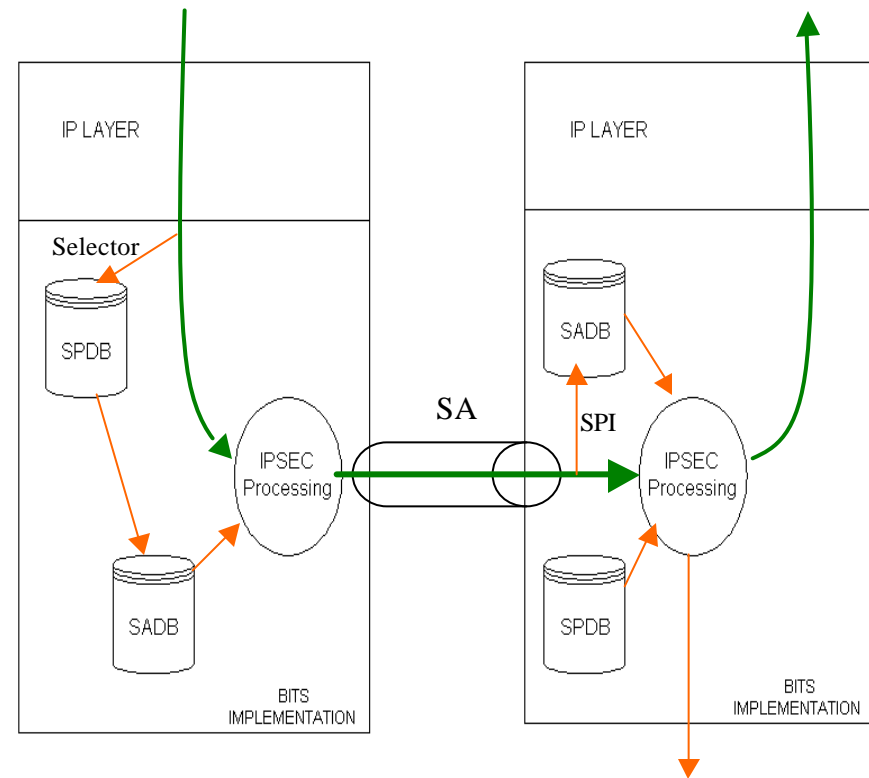 IP LAYER
Selector
SPDB
IPSEC
Processing
SADB
BITS
IMPLEMENTATION
SA
IP LAYER
SADB
SPI
IPSEC
Processing
SPDB
BITS
IMPLEMENTATION